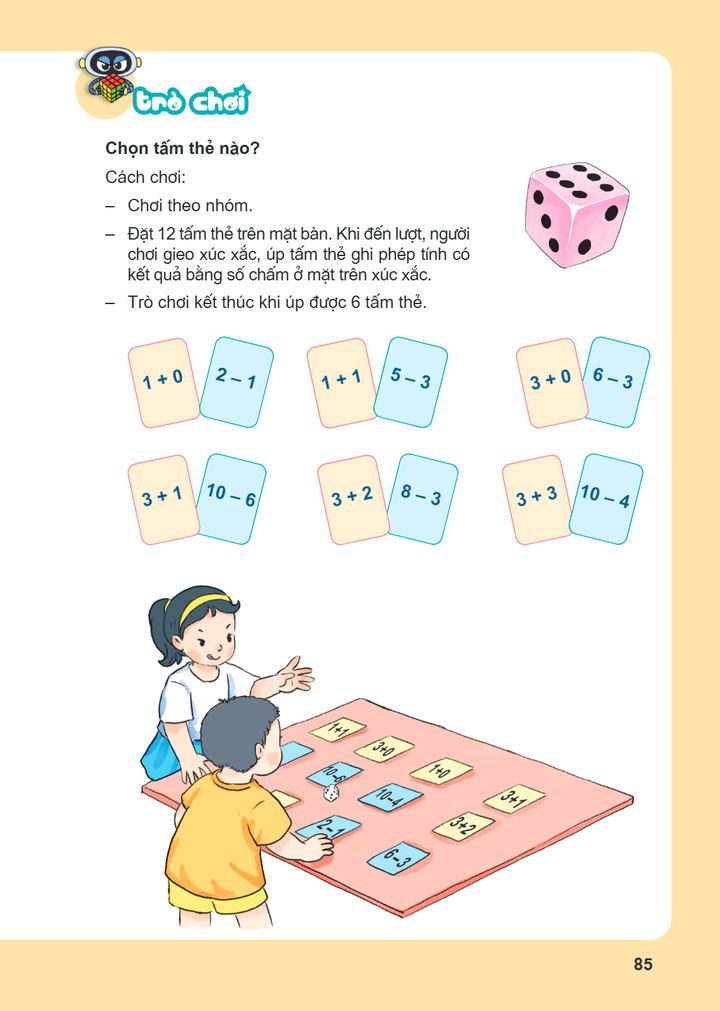 trò chơi
Chọn tấm thẻ nào?
Cách chơi:
– Chơi theo nhóm.
– Đặt 12 tấm thẻ trên mặt bàn. Khi đến lượt, người
chơi gieo xúc xắc, úp tấm thẻ ghi phép tính có
kết quả bằng số chấm ở mặt trên xúc xắc.
– Trò chơi kết thúc khi úp được 6 tấm thẻ.
1 + 0 2 – 1 1 + 1 5 – 3 3 + 0 6 – 3
3 + 1 10 – 6 3 + 2 8 – 3 3 + 3 10 – 4
1+1
3+0
10-6 1+0
10-4 3+1
2-1 3+2
6-3
85